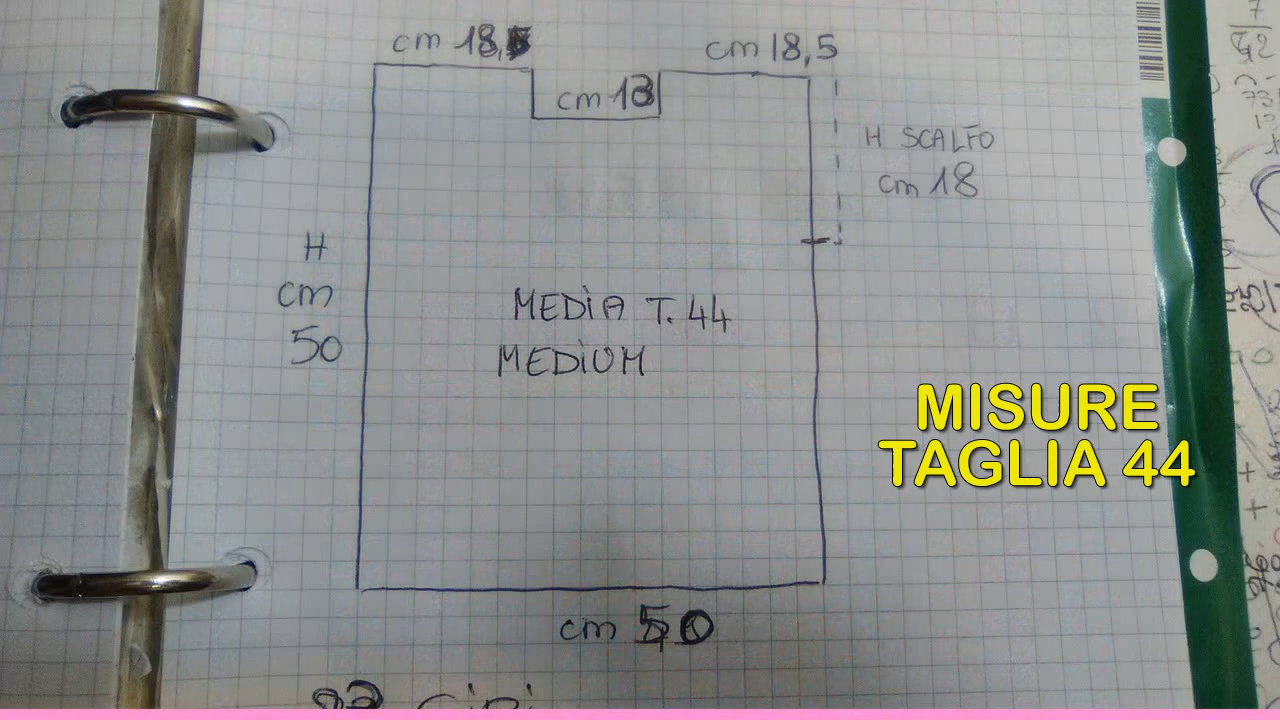 cm 18,5
cm 18,5
cm 13
H SCALFO
cm 18
H
cm
50
MEDIA T. 44
MEDIUM
MISURE
TAGLIA 44
cm 50